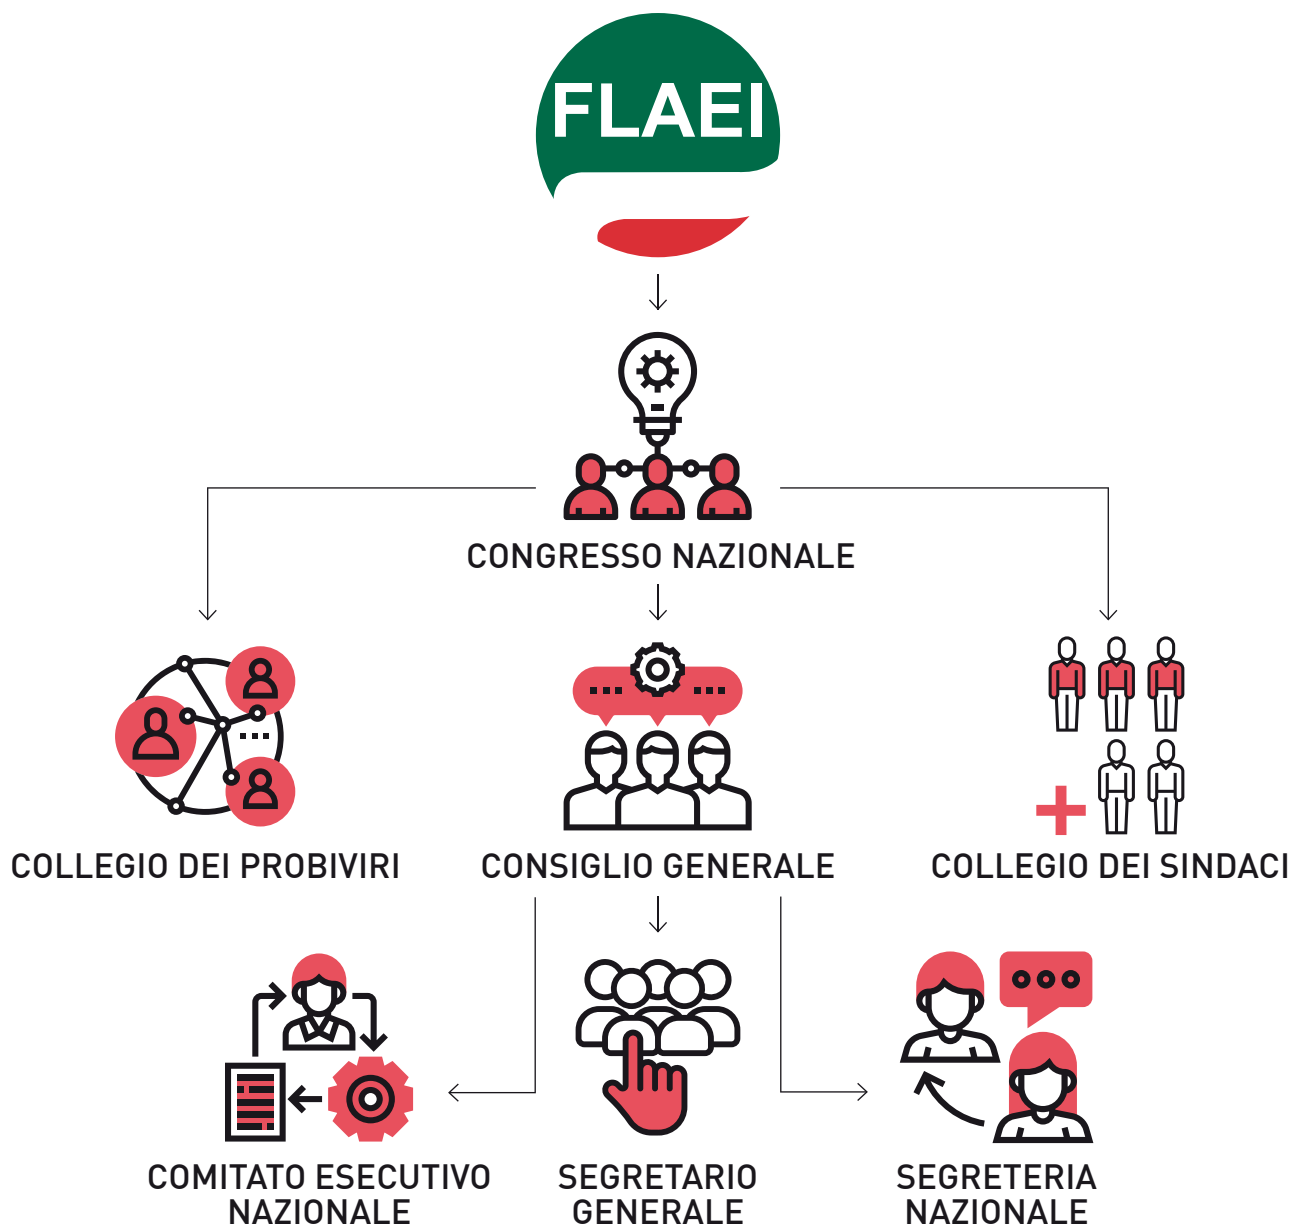 FLAEI
CONGRESSO NAZIONALE
COLLEGIO DEI PROBIVIRI
CONSIGLIO GENERALE
COLLEGIO DEI SINDACI
COMITATO ESECUTIVO
NAZIONALE
SEGRETARIO
GENERALE
SEGRETERIA
NAZIONALE